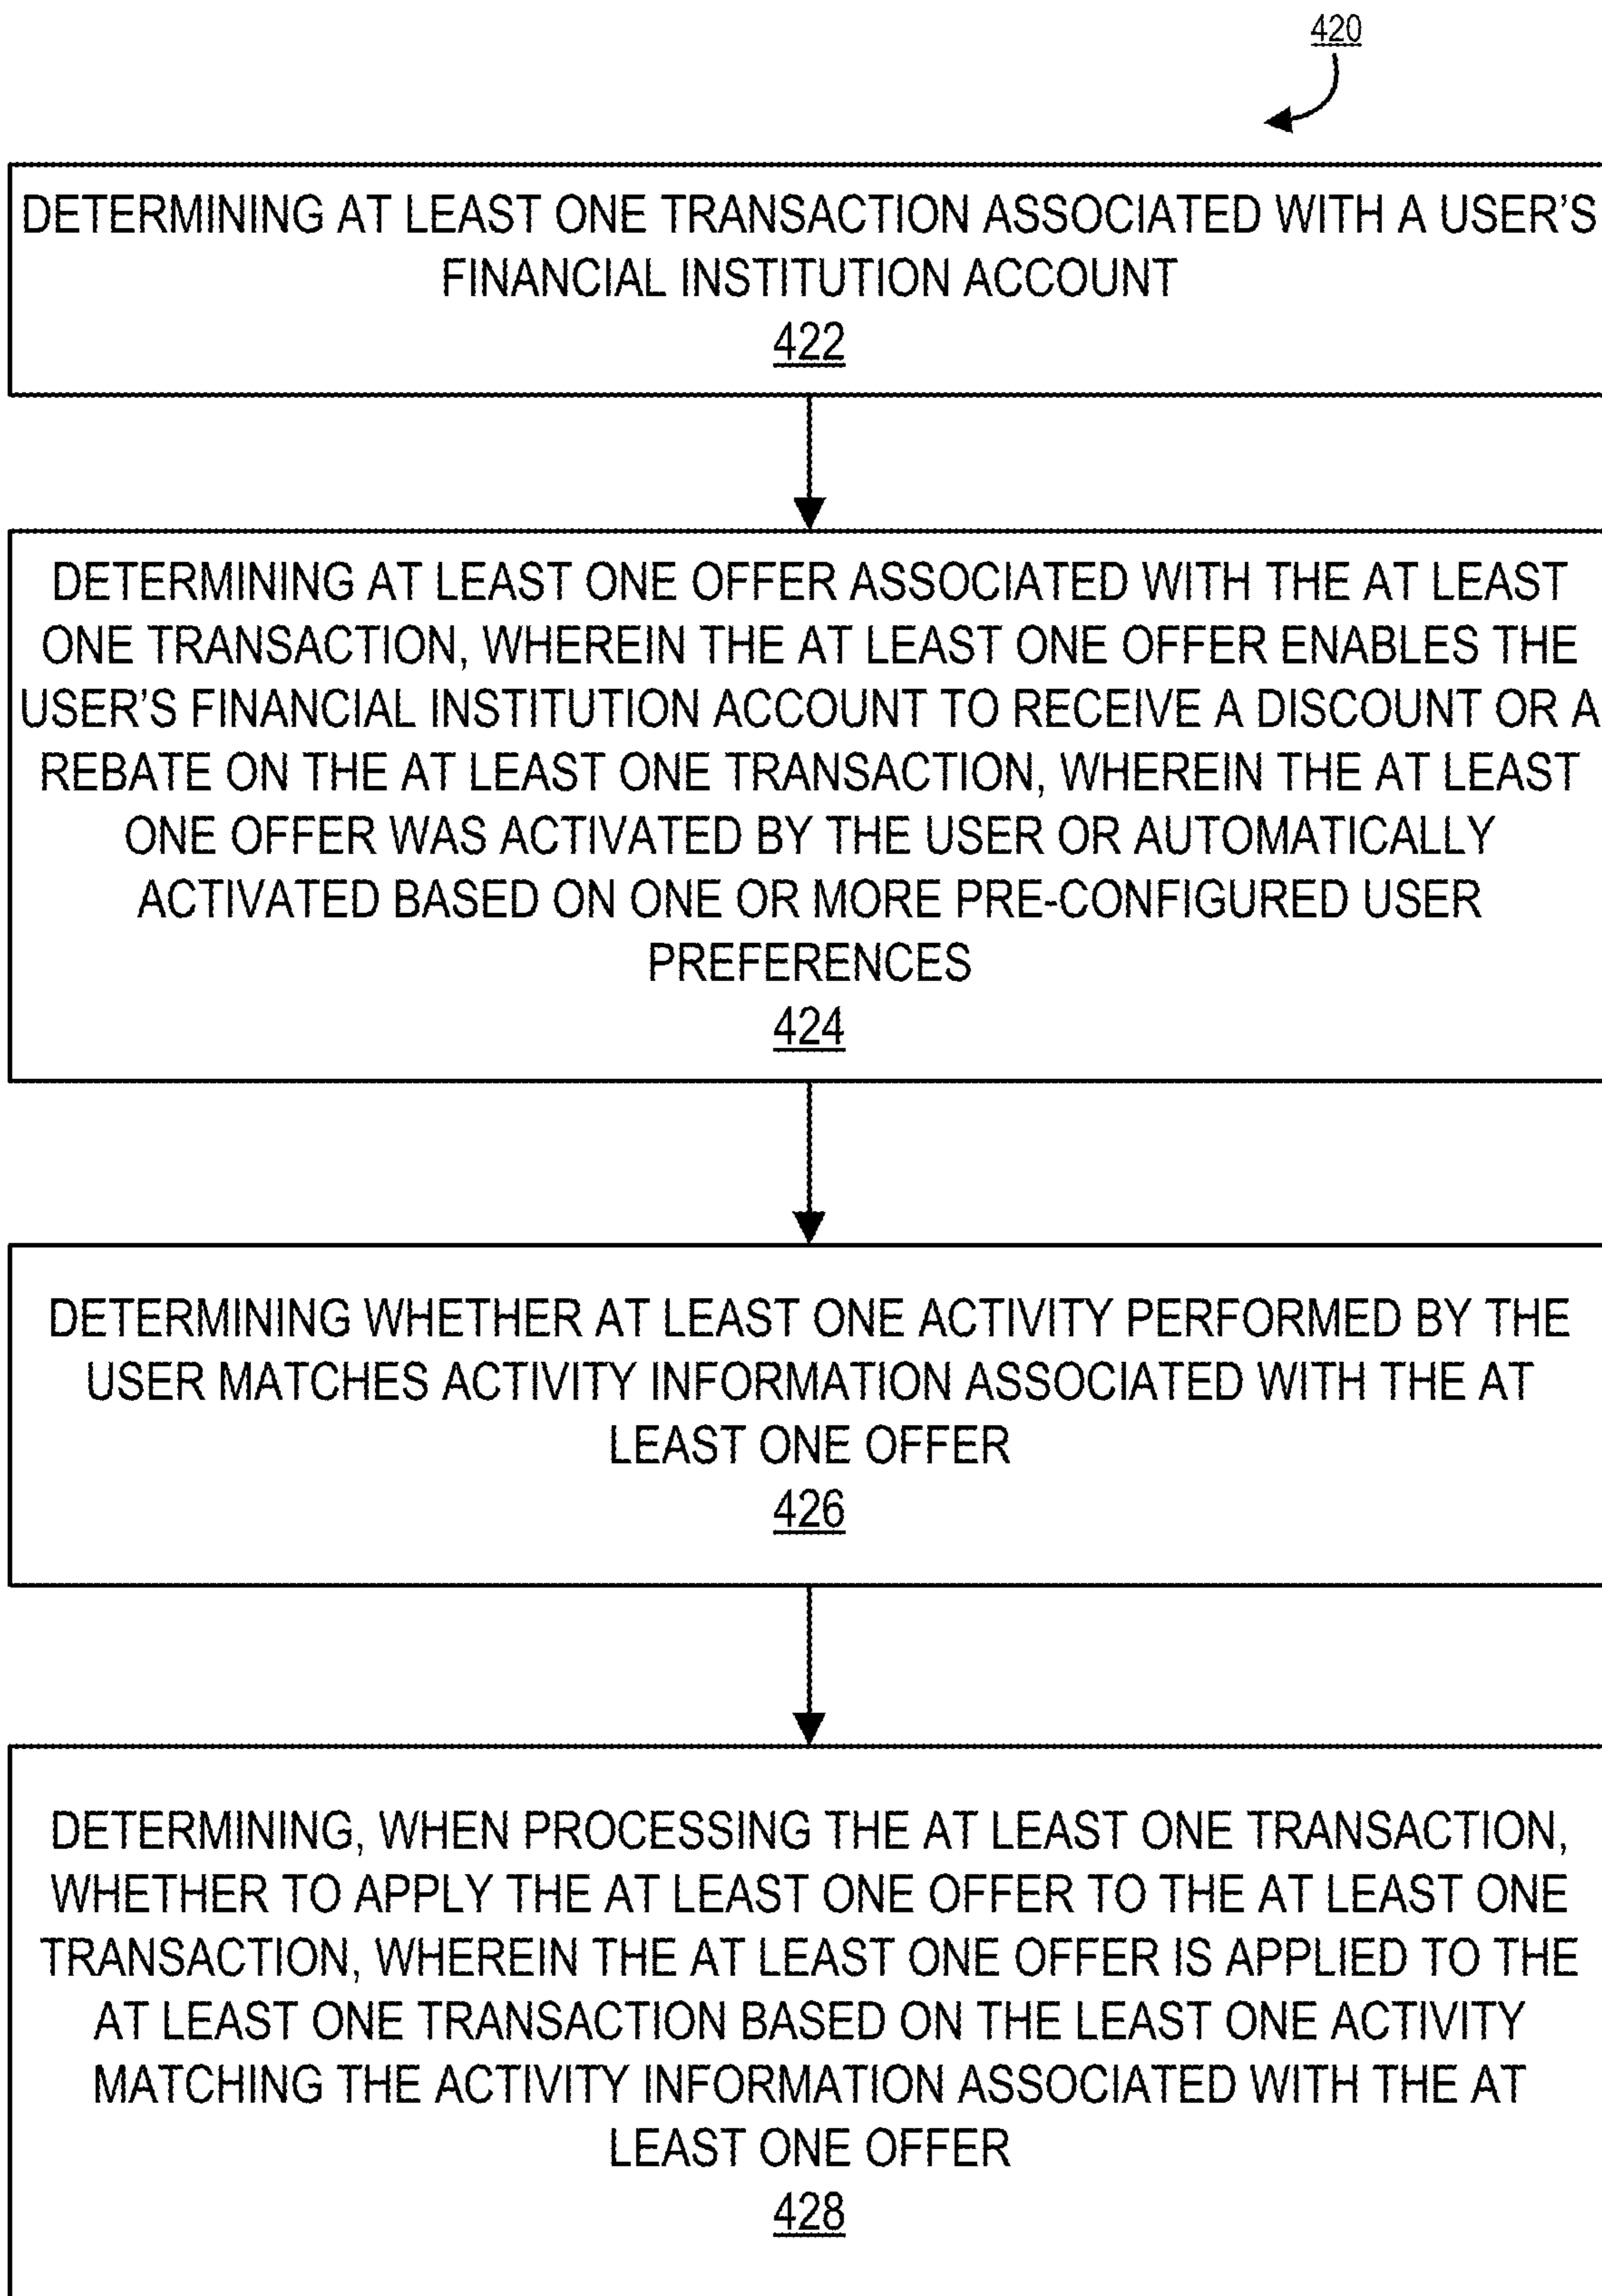 420
DETERMINING AT LEAST ONE TRANSACTION ASSOCIATED WITH A USER'S
FINANCIAL INSTITUTION ACCOUNT
422
DETERMINING AT LEAST ONE OFFER ASSOCIATED WITH THE AT LEAST
ONE TRANSACTION, WHEREIN THE AT LEAST ONE OFFER ENABLES THE
USER'S FINANCIAL INSTITUTION ACCOUNT TO RECEIVE A DISCOUNT OR A
REBATE ON THE AT LEAST ONE TRANSACTION, WHEREIN THE AT LEAST
ONE OFFER WAS ACTIVATED BY THE USER OR AUTOMATICALLY
ACTIVATED BASED ON ONE OR MORE PRE-CONFIGURED USER
PREFERENCES
424
DETERMINING WHETHER AT LEAST ONE ACTIVITY PERFORMED BY THE
USER MATCHES ACTIVITY INFORMATION ASSOCIATED WITH THE AT
LEAST ONE OFFER
426
DETERMINING, WHEN PROCESSING THE AT LEAST ONE TRANSACTION,
WHETHER TO APPLY THE AT LEAST ONE OFFER TO THE AT LEAST ONE
TRANSACTION, WHEREIN THE AT LEAST ONE OFFER IS APPLIED TO THE
AT LEAST ONE TRANSACTION BASED ON THE LEAST ONE ACTIVITY
MATCHING THE ACTIVITY INFORMATION ASSOCIATED WITH THE AT
LEAST ONE OFFER
428